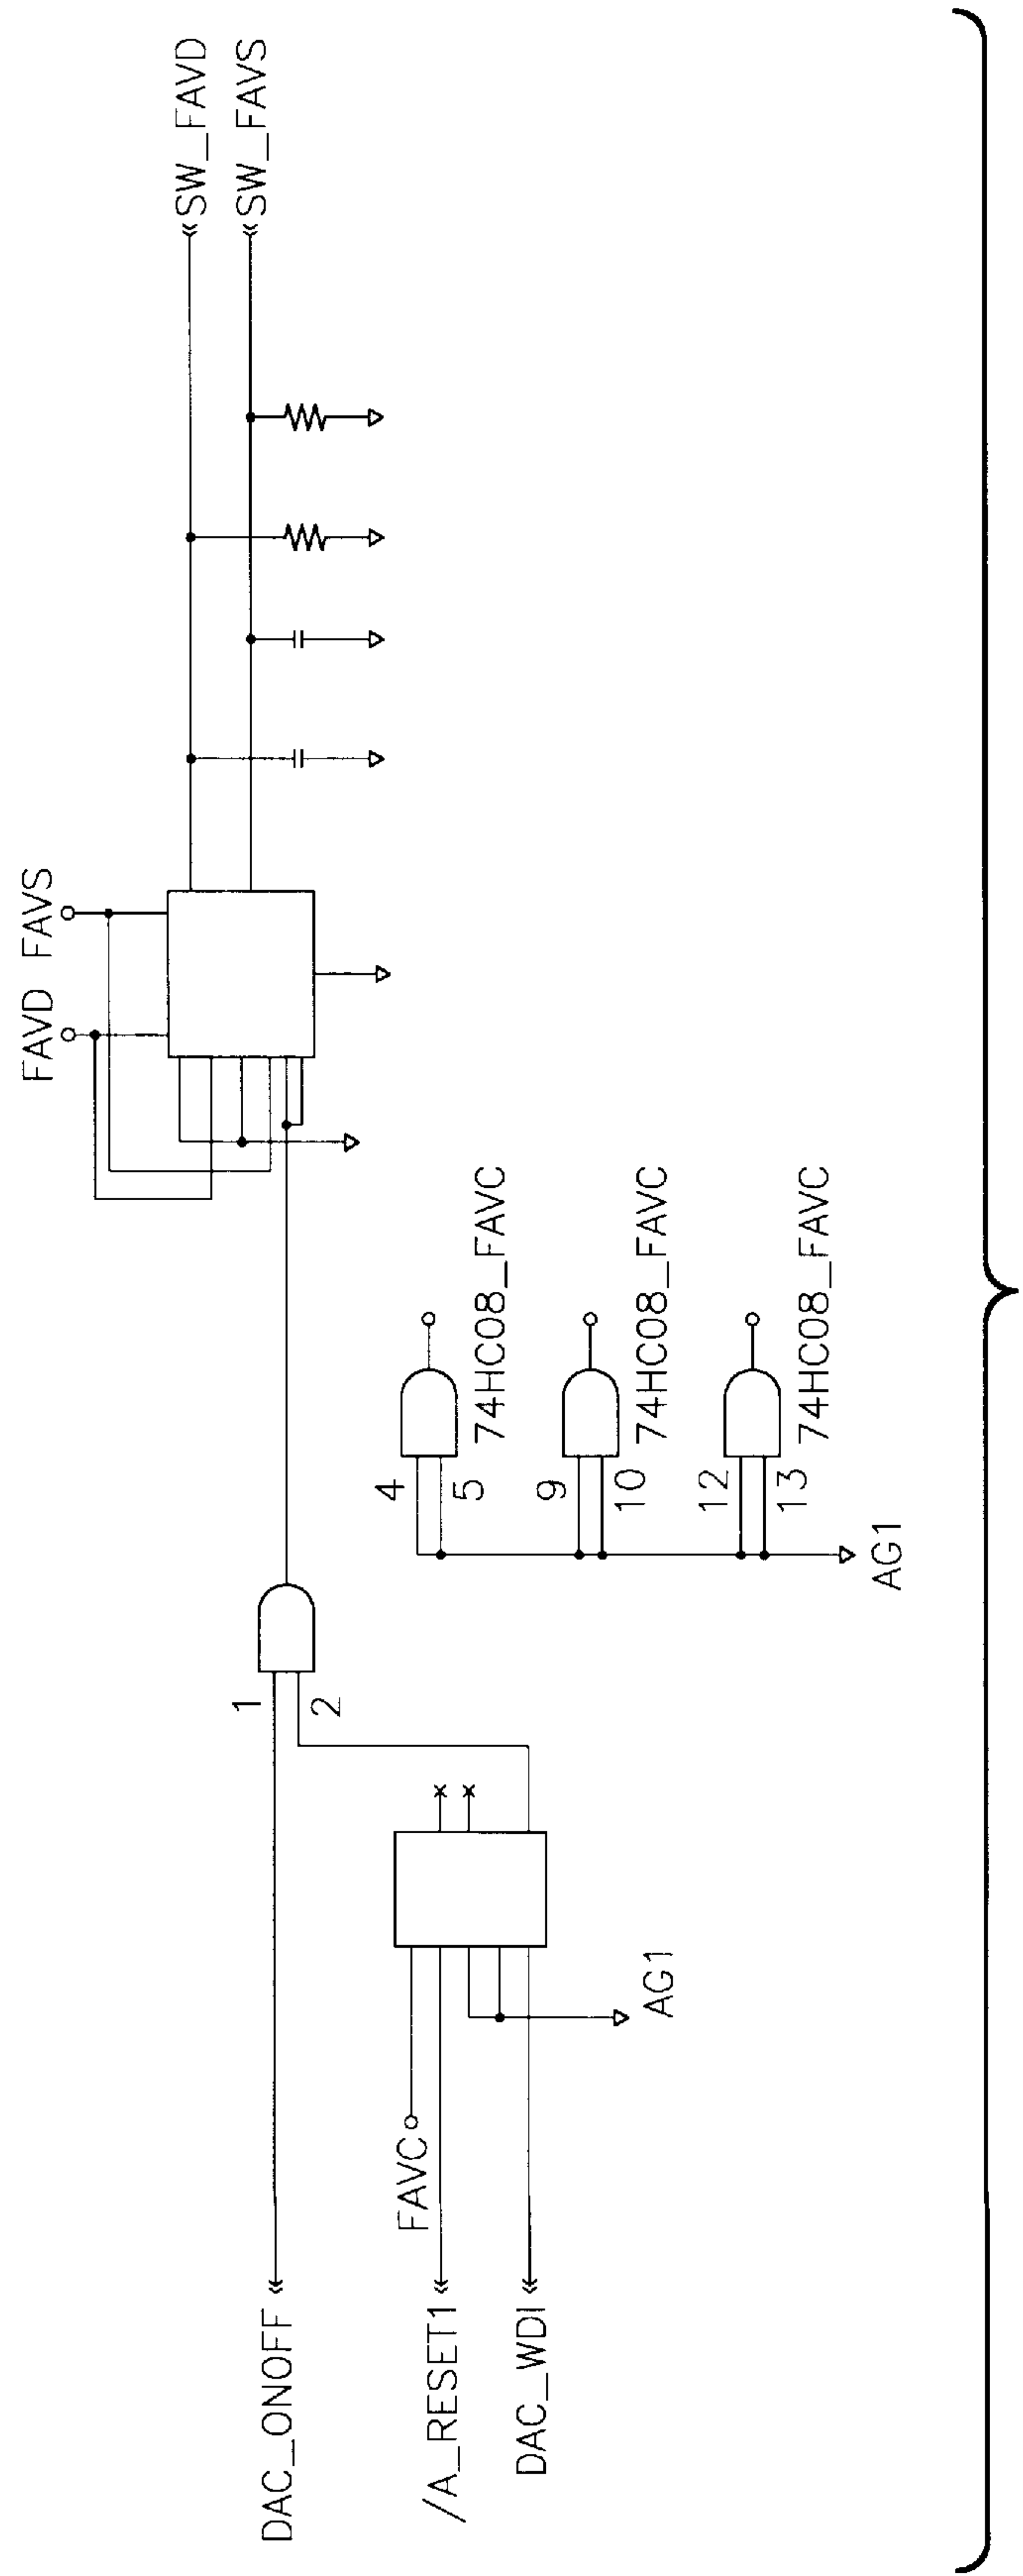 FAVD FAVS
SW_FAVD
SW_FAVS
DAC_ONOFF
1
2
FAVC
/A_RESET1
DAC_WDI
AG1
4
5
74HC08_FAVC
9
10
74HC08_FAVC
12
13
74HC08_FAVC
AG1